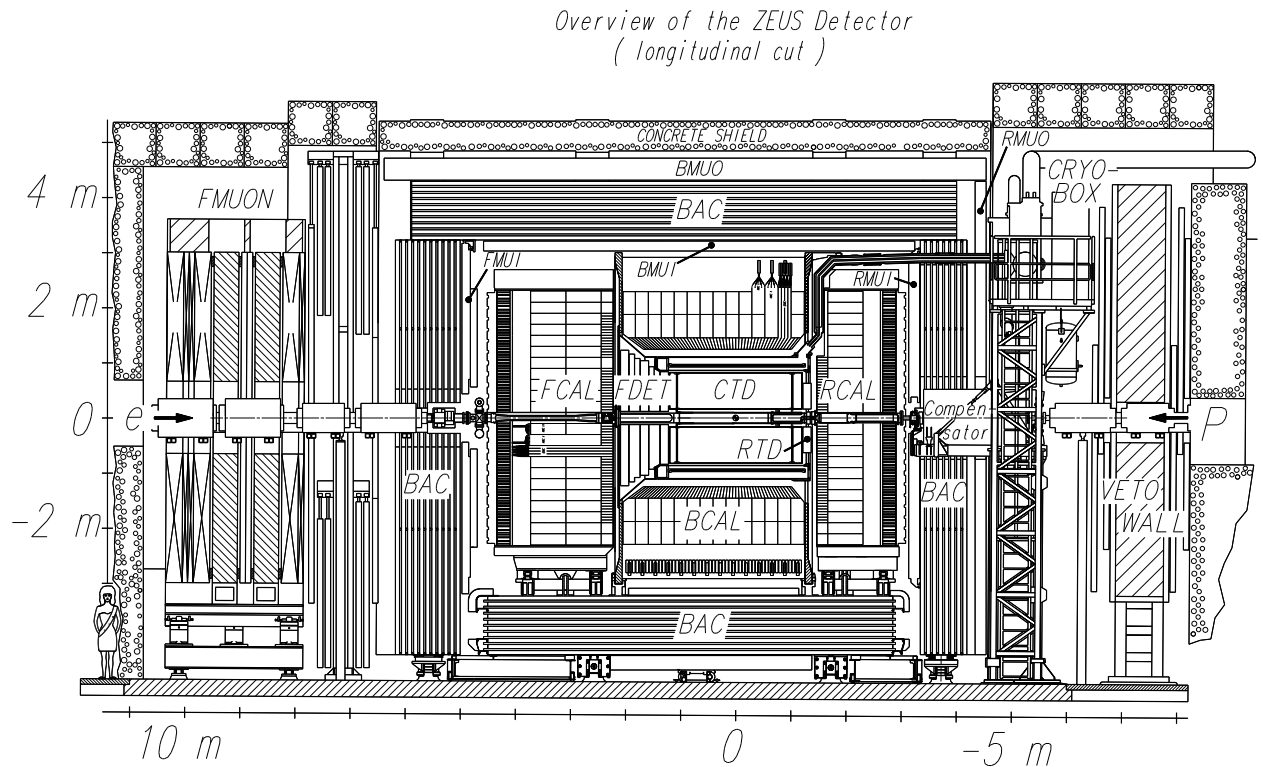 Overview of the ZEUS Detector
( longitudinal cut )
CONCRETE SHIELD
RMUO
BMUO
CRYO-
BOX
4 m
FMUON
BAC
FMUI
BMUI
RMUI
2 m
FCAL
FDET
CTD
RCAL
0
e
Compen-
sator
P
RTD
BAC
BAC
VETO
WALL
-2 m
BCAL
BAC
10 m
0
-5 m